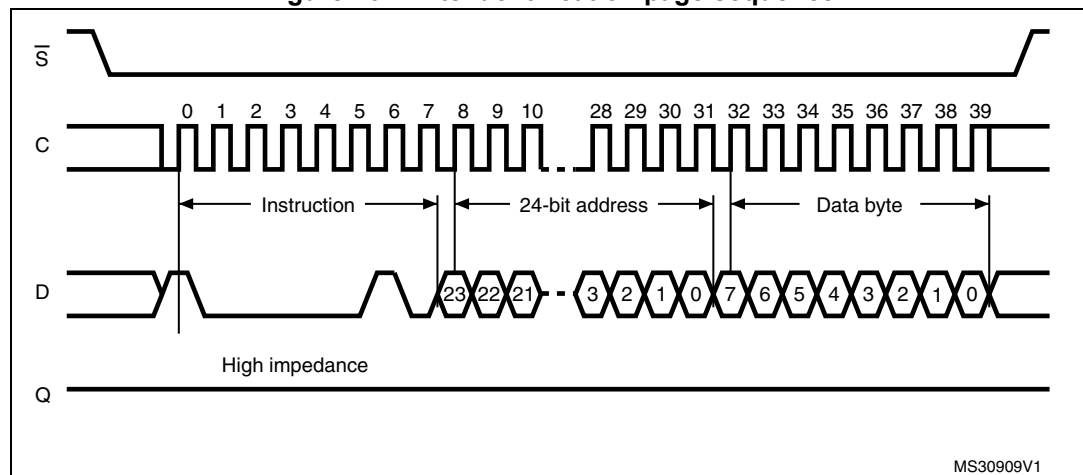 S
0 1 2 3 4 5 6 7 8 9 10 28 29 30 31 32 33 34 35 36 37 38 39
C
Instruction 24-bit address Data byte
D 23 22 21 3 2 1 0 7 6 5 4 3 2 1 0
High impedance
Q
MS30909V1